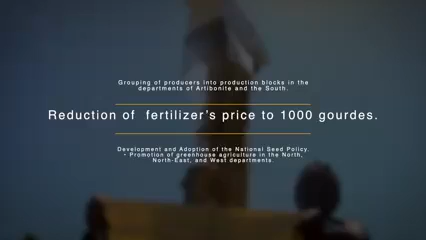 Grouping of producers into production blocks in the
departments of Artibonite and the South.
Reduction of fertilizer's price to 1000 gourdes.
Development and Adoption of the National Seed Policy.
• Promotion of greenhouse agriculture in the North,
North-East, and West departments.